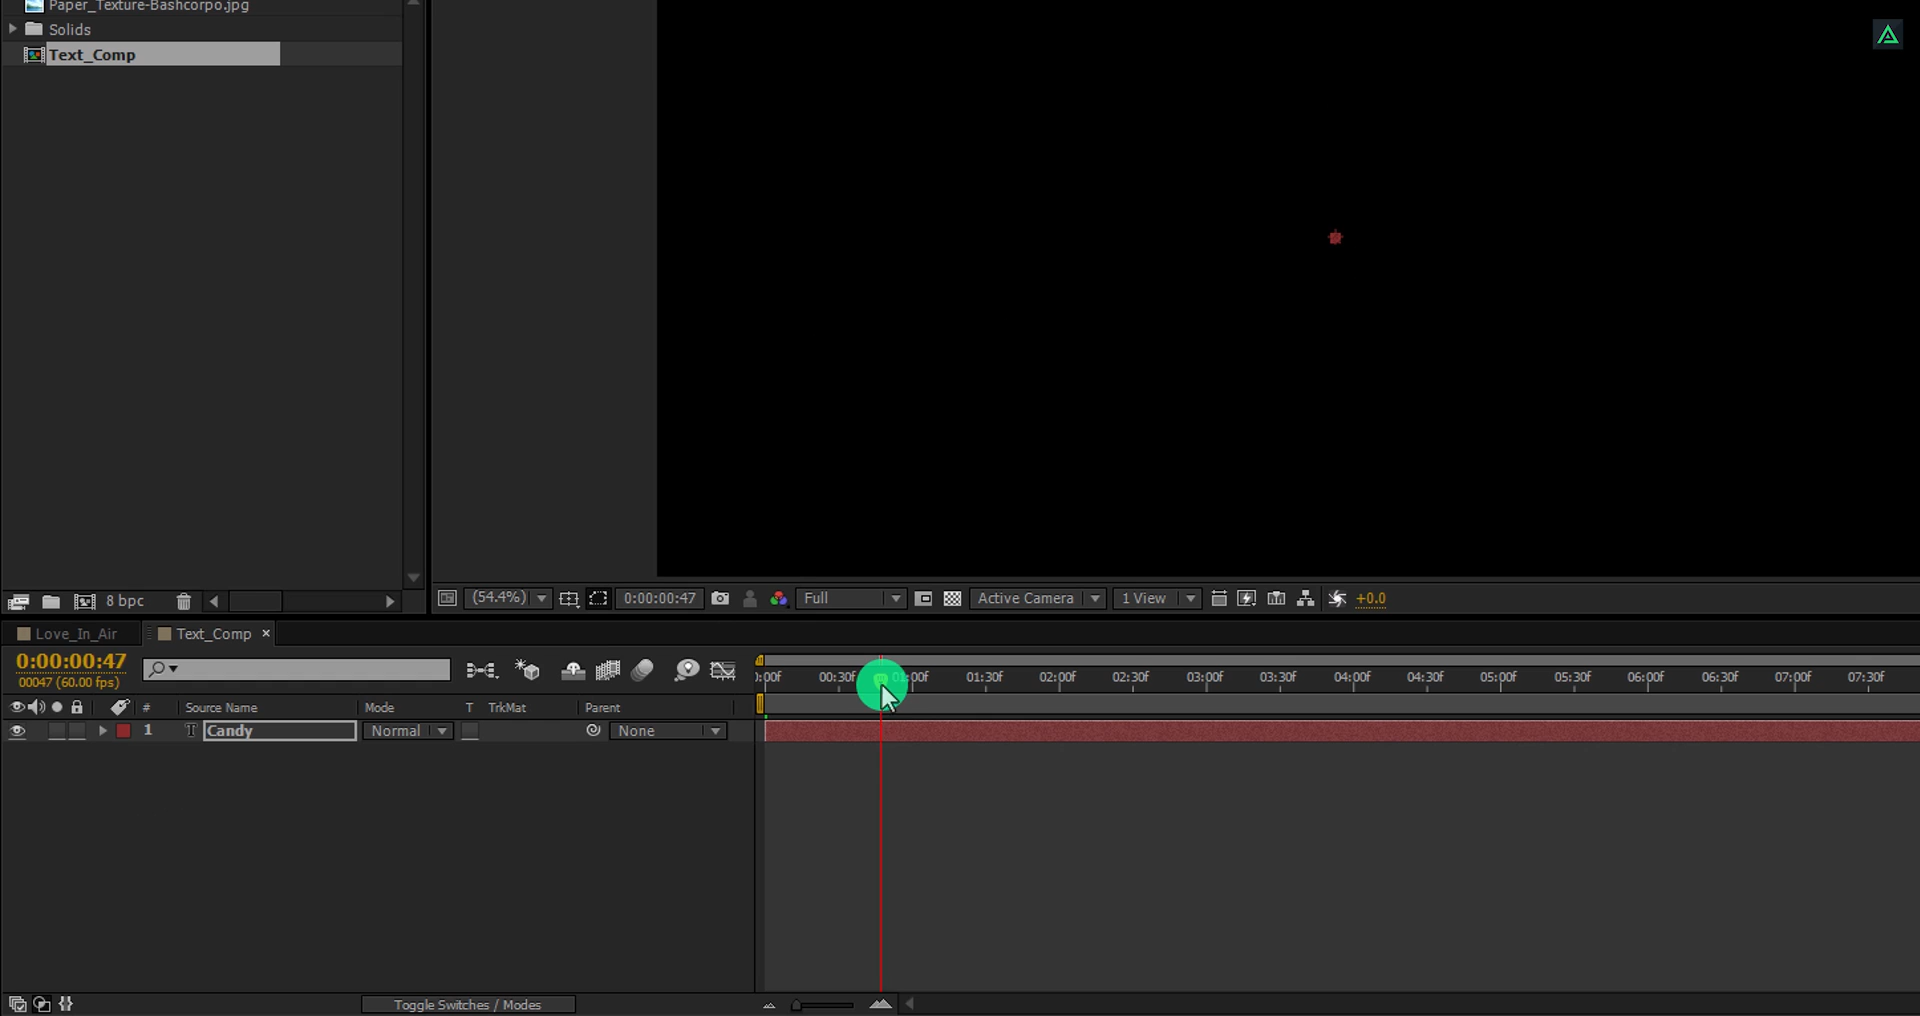 Paper_Texture-Bashcorpo.jpg
Solids
Text_Comp
8 bpc
(54.4%)
0:00:00:47
Full
Active Camera
1 View
+0.0
Love_In_Air
Text_Comp ×
0:00:00:47
00047 (60.00 fps)
):00f 00:30f 01:00f 01:30f 02:00f 02:30f 03:00f 03:30f 04:00f 04:30f 05:00f 05:30f 06:00f 06:30f 07:00f 07:30f
# Source Name Mode T TrkMat Parent
1 T Candy Normal None
Toggle Switches / Modes